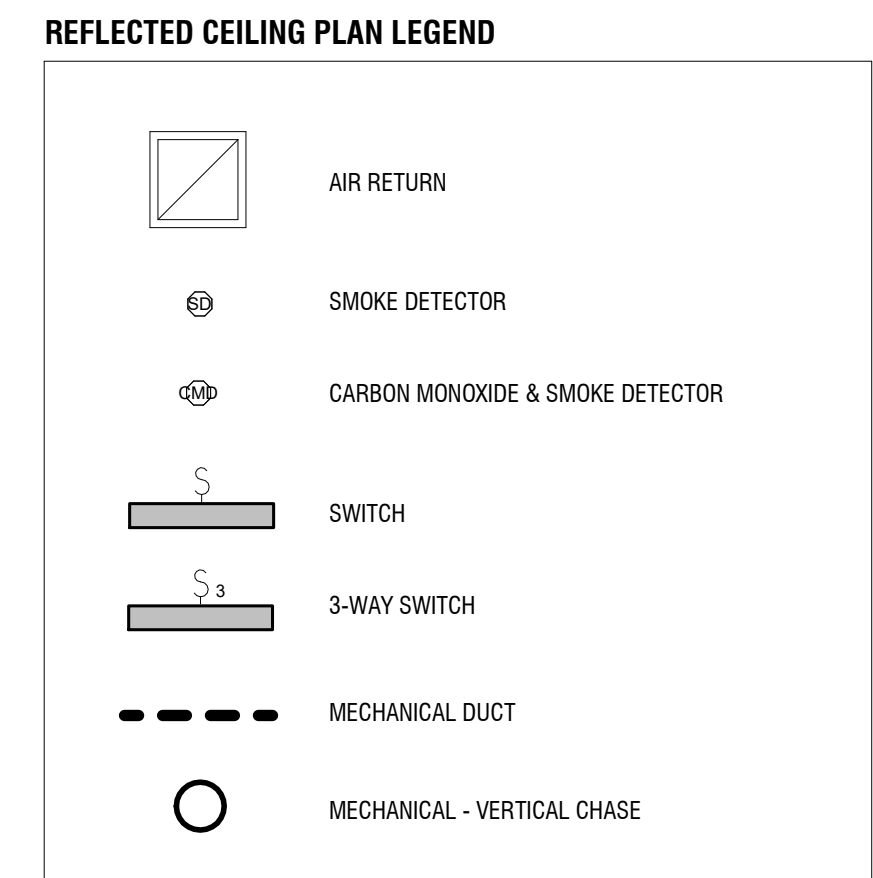 REFLECTED CEILING PLAN LEGEND
AIR RETURN
SD SMOKE DETECTOR
CMD CARBON MONOXIDE & SMOKE DETECTOR
S SWITCH
S 3 3-WAY SWITCH
MECHANICAL DUCT
MECHANICAL - VERTICAL CHASE